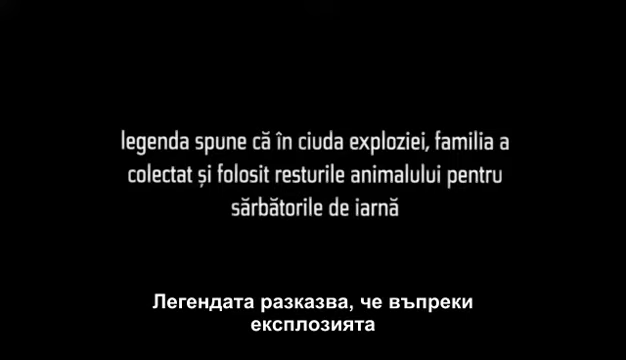 legenda spune că în ciuda exploziei, familia a
colectat și folosit resturile animalului pentru
sărbătorile de iarnă
Легендата разказва, че въпреки
експлозията